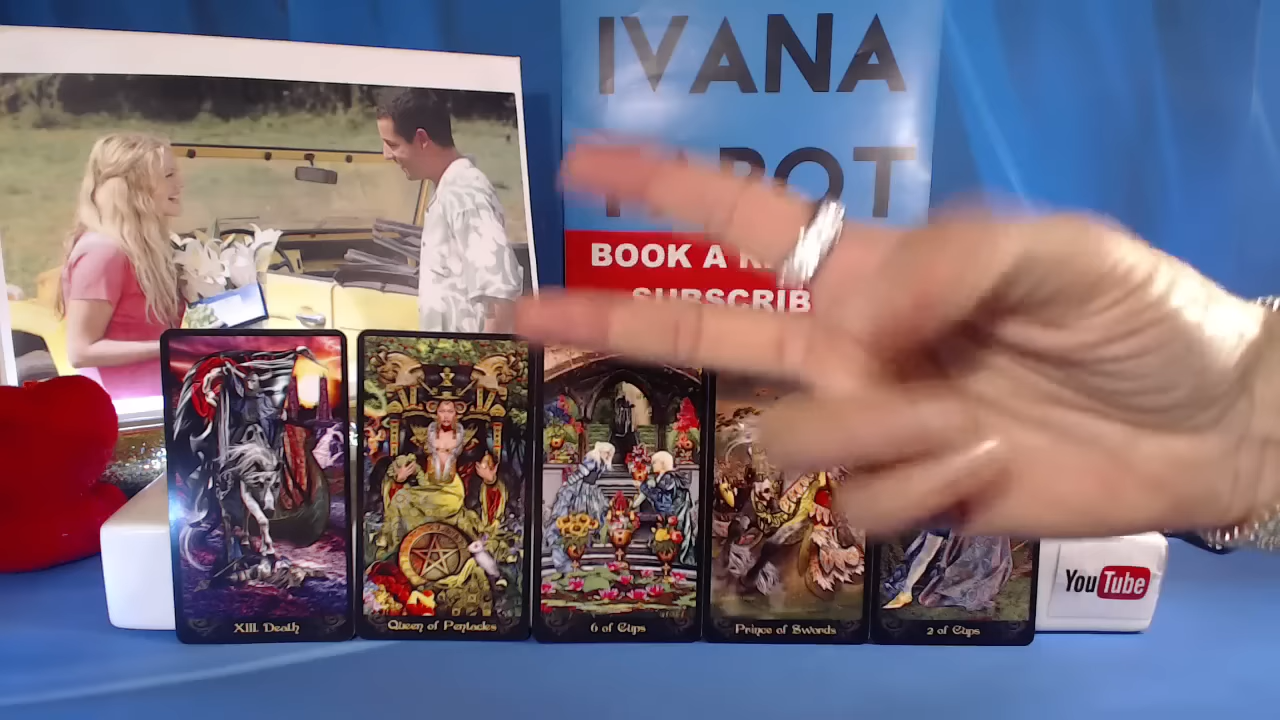 IVANA
BOOK A
SUBSCRIB
XIII. Death
Queen of Pentacles
6 of Cups
Prince of Swords
2 of Cups
YouTube